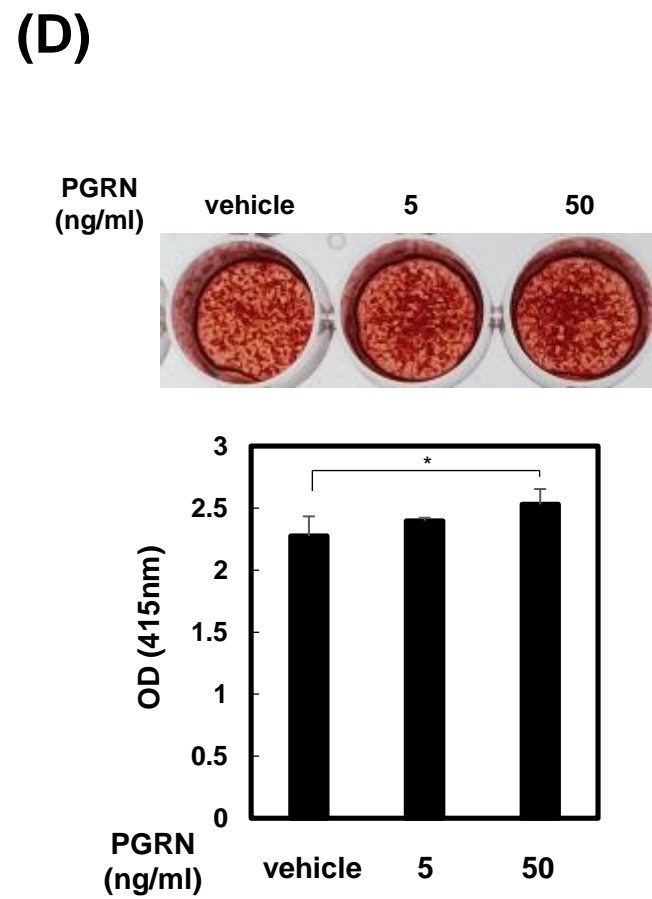 (D)
PGRN
(ng/ml)
vehicle 5 50
3
*
2.5
2
1.5
1
0.5
0
OD (415nm)
PGRN
(ng/ml)
vehicle 5 50